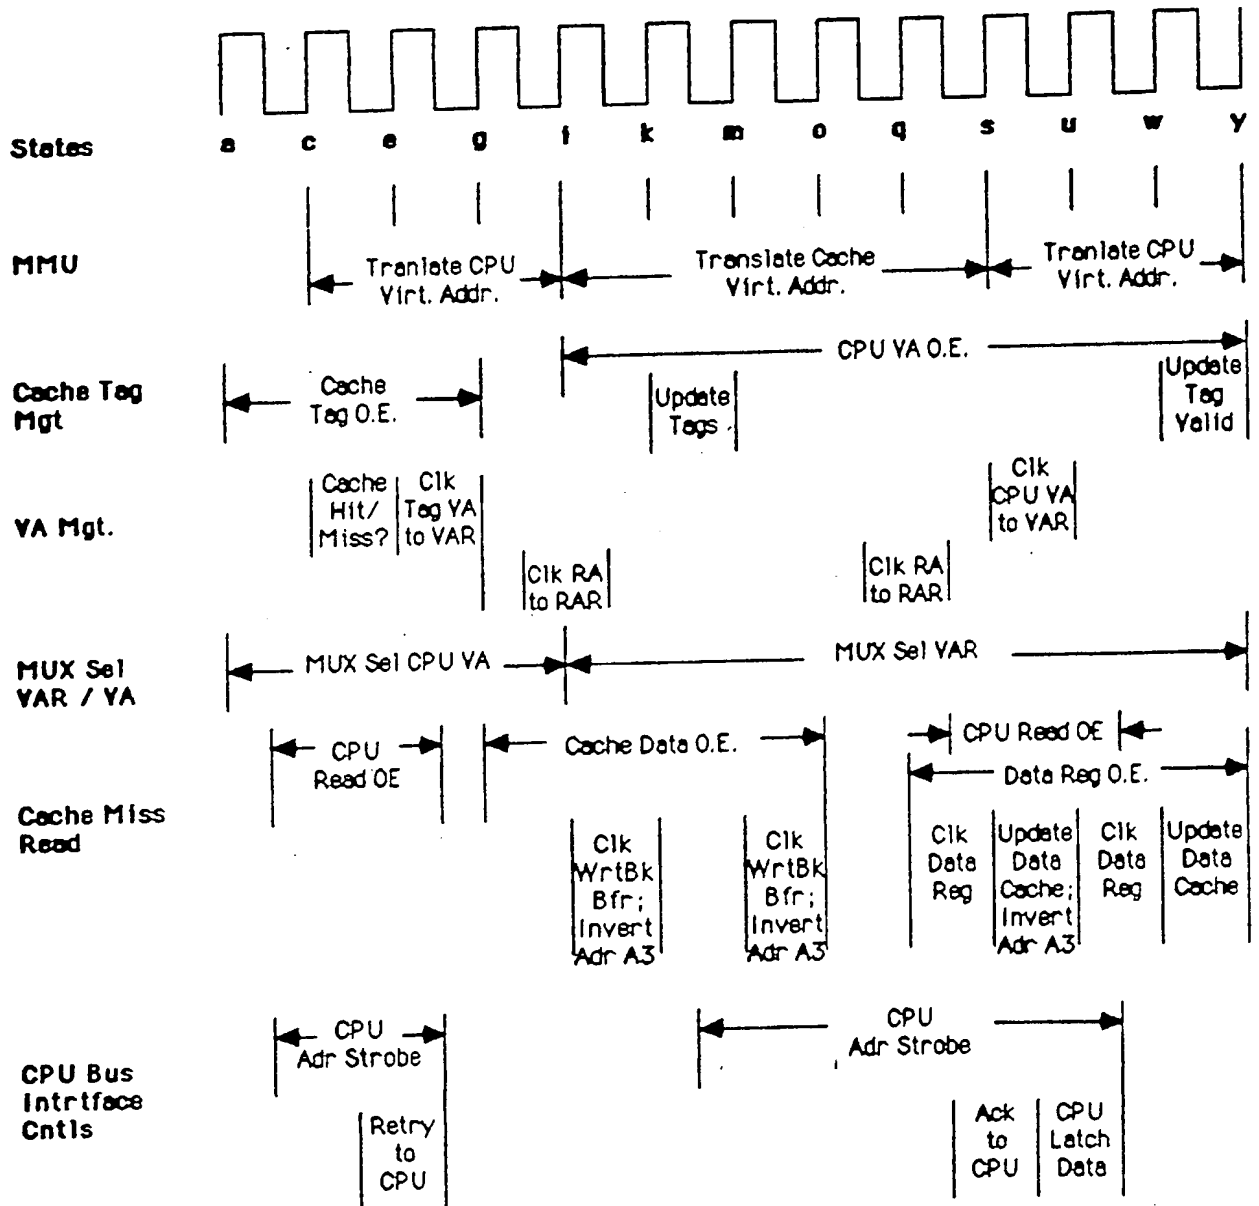 States a c e g i k m o q s u w y
MMU
Tranlate CPU
Virt. Addr.
Translate Cache
Virt. Addr.
Tranlate CPU
Virt. Addr.
CPU VA O.E.
Cache Tag
Mgt
Cache
Tag O.E.
Update
Tags
Update
Tag
Valid
VA Mgt.
Cache
Hit/
Miss?
Clk
Tag VA
to VAR
Clk RA
to RAR
Clk RA
to RAR
Clk
CPU VA
to VAR
MUX Sel
VAR / VA
MUX Sel CPU VA
MUX Sel VAR
Cache Miss
Read
CPU
Read OE
Cache Data O.E.
CPU Read OE
Data Reg O.E.
Clk
WrtBk
Bfr;
Invert
Adr A3
Clk
WrtBk
Bfr;
Invert
Adr A3
Clk
Data
Reg
Update
Data
Cache;
Invert
Adr A3
Clk
Data
Reg
Update
Data
Cache
CPU Bus
Intrtface
Cntls
CPU
Adr Strobe
CPU
Adr Strobe
Retry
to
CPU
Ack
to
CPU
CPU
Latch
Data